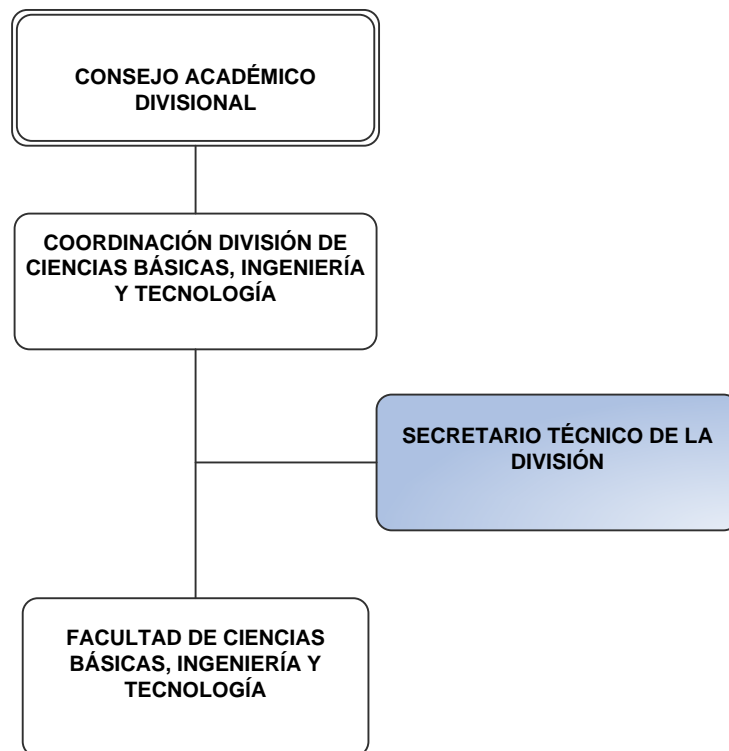 CONSEJO ACADÉMICO
DIVISIONAL
COORDINACIÓN DIVISIÓN DE
CIENCIAS BÁSICAS, INGENIERÍA
Y TECNOLOGÍA
SECRETARIO TÉCNICO DE LA
DIVISIÓN
FACULTAD DE CIENCIAS
BÁSICAS, INGENIERÍA Y
TECNOLOGÍA